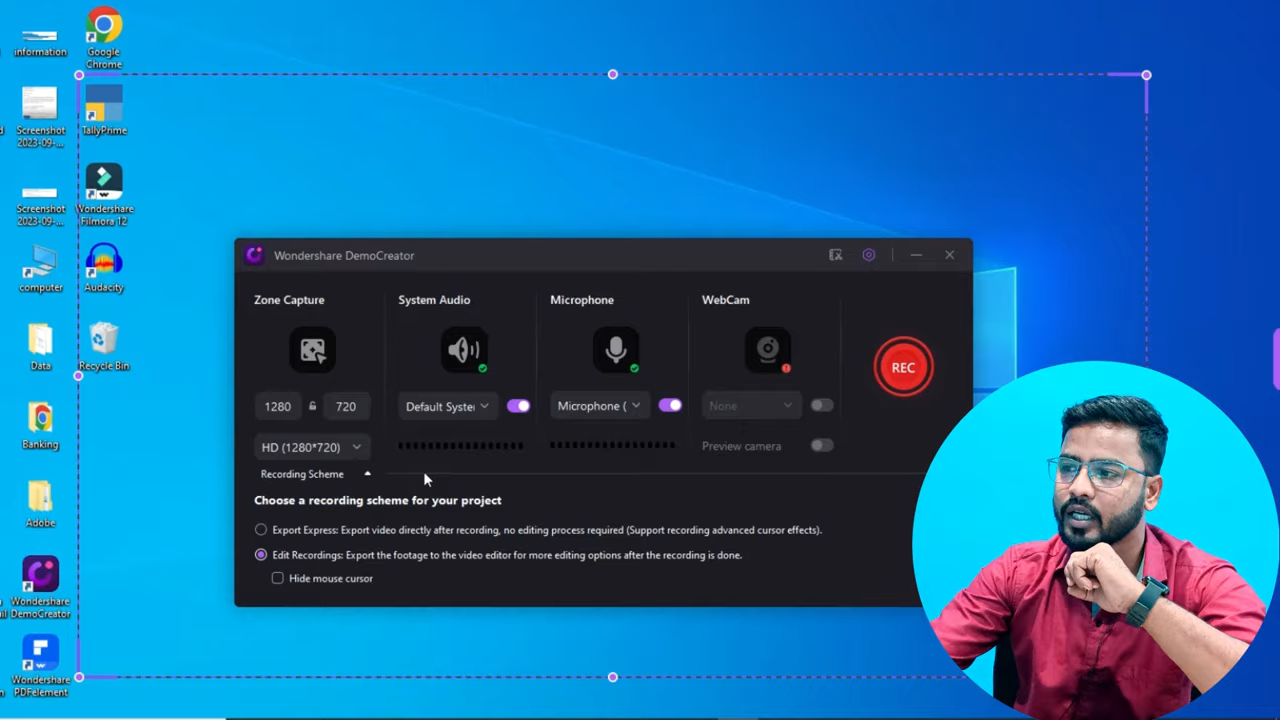 information
Google
Chrome
Screenshot
2023-09-...
TallyPrime
Screenshot
2023-09-...
Wondershare
Filmora 12
computer
Audacity
Data
Recycle Bin
Banking
Adobe
Wondershare
DemoCreator
Wondershare
PDFelement
Wondershare DemoCreator
Zone Capture
System Audio
Microphone
WebCam
REC
1280
720
Default Syste
Microphone (
None
HD (1280*720)
Preview camera
Recording Scheme
Choose a recording scheme for your project
Export Express: Export video directly after recording, no editing process required (Support recording advanced cursor effects).
Edit Recordings: Export the footage to the video editor for more editing options after the recording is done.
Hide mouse cursor